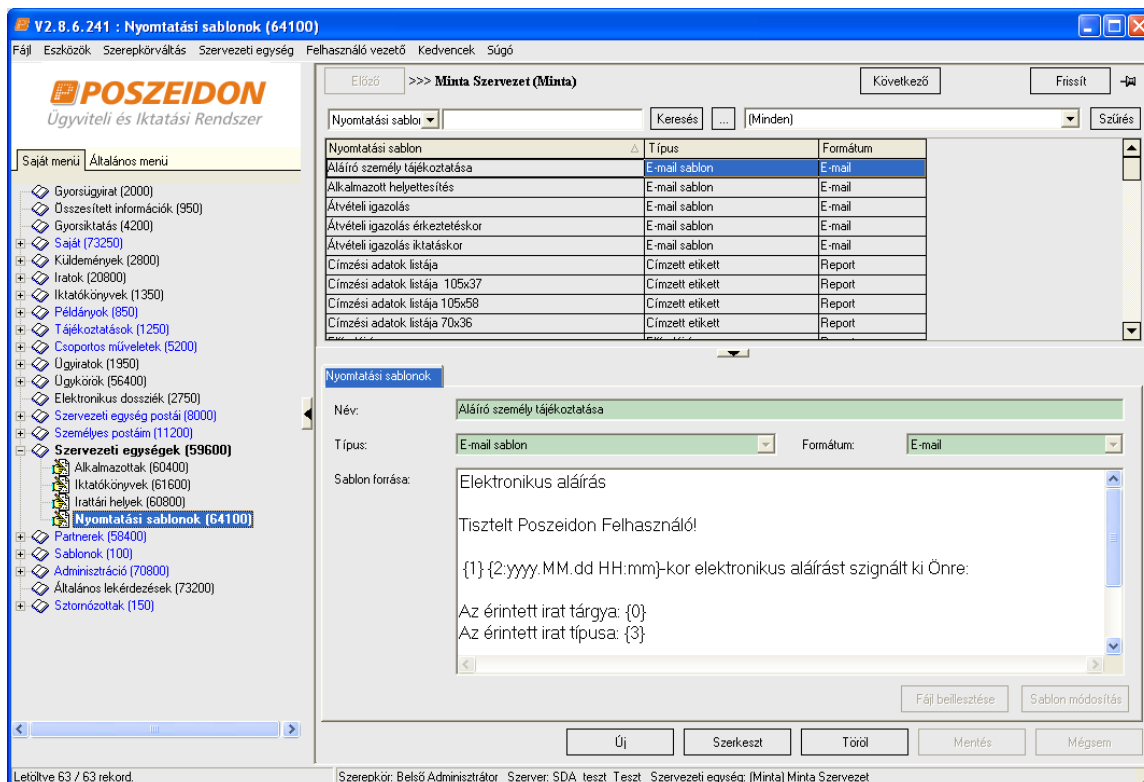 V2.8.6.241 : Nyomtatási sablonok (64100)
Fájl Eszközök Szerepkörváltás Szervezeti egység Felhasználó vezető Kedvencek Súgó
POSZEIDON
Ügyviteli és Iktatási Rendszer
Saját menü Általános menü
Gyorsügyirat (2000)
Összesített információk (950)
Gyorsiktatás (4200)
Saját (73250)
Küldemények (2800)
Iratok (20800)
Iktatókönyvek (1350)
Példányok (850)
Tájékoztatások (1250)
Csoportos műveletek (5200)
Ügyiratok (1950)
Ügykörök (56400)
Elektronikus dossziék (2750)
Szervezeti egység postái (8000)
Személyes postáim (11200)
Szervezeti egységek (59600)
Alkalmazottak (60400)
Iktatókönyvek (61600)
Irattári helyek (60800)
Nyomtatási sablonok (64100)
Partnerek (58400)
Sablonok (100)
Adminisztráció (70800)
Általános lekérdezések (73200)
Sztornózottak (150)
Előző >>> Minta Szervezet (Minta) Következő Frissít
Nyomtatási sablon Keresés ... (Minden) Szűrés
Nyomtatási sablon Típus Formátum
Aláíró személy tájékoztatása E-mail sablon E-mail
Alkalmazott helyettesítés E-mail sablon E-mail
Átvételi igazolás E-mail sablon E-mail
Átvételi igazolás érkeztetéskor E-mail sablon E-mail
Átvételi igazolás iktatáskor E-mail sablon E-mail
Címzési adatok listája Címzett etikett Report
Címzési adatok listája 105x37 Címzett etikett Report
Címzési adatok listája 105x58 Címzett etikett Report
Címzési adatok listája 70x36 Címzett etikett Report
Nyomtatási sablonok
Név: Aláíró személy tájékoztatása
Típus: E-mail sablon Formátum: E-mail
Sablon forrása: Elektronikus aláírás
Tisztelt Poszeidon Felhasználó!
{1} {2:yyyy.MM.dd HH:mm}-kor elektronikus aláírást szignált ki Önre:
Az érintett irat tárgya: {0}
Az érintett irat típusa: {3}
Fájl beillesztése Sablon módosítás
Új Szerkeszt Töröl Mentés Mégsem
Letöltve 63 / 63 rekord. Szerepkör: Belső Adminisztrátor Szerver: SDA_teszt_Teszt Szervezeti egység: (Minta) Minta Szervezet